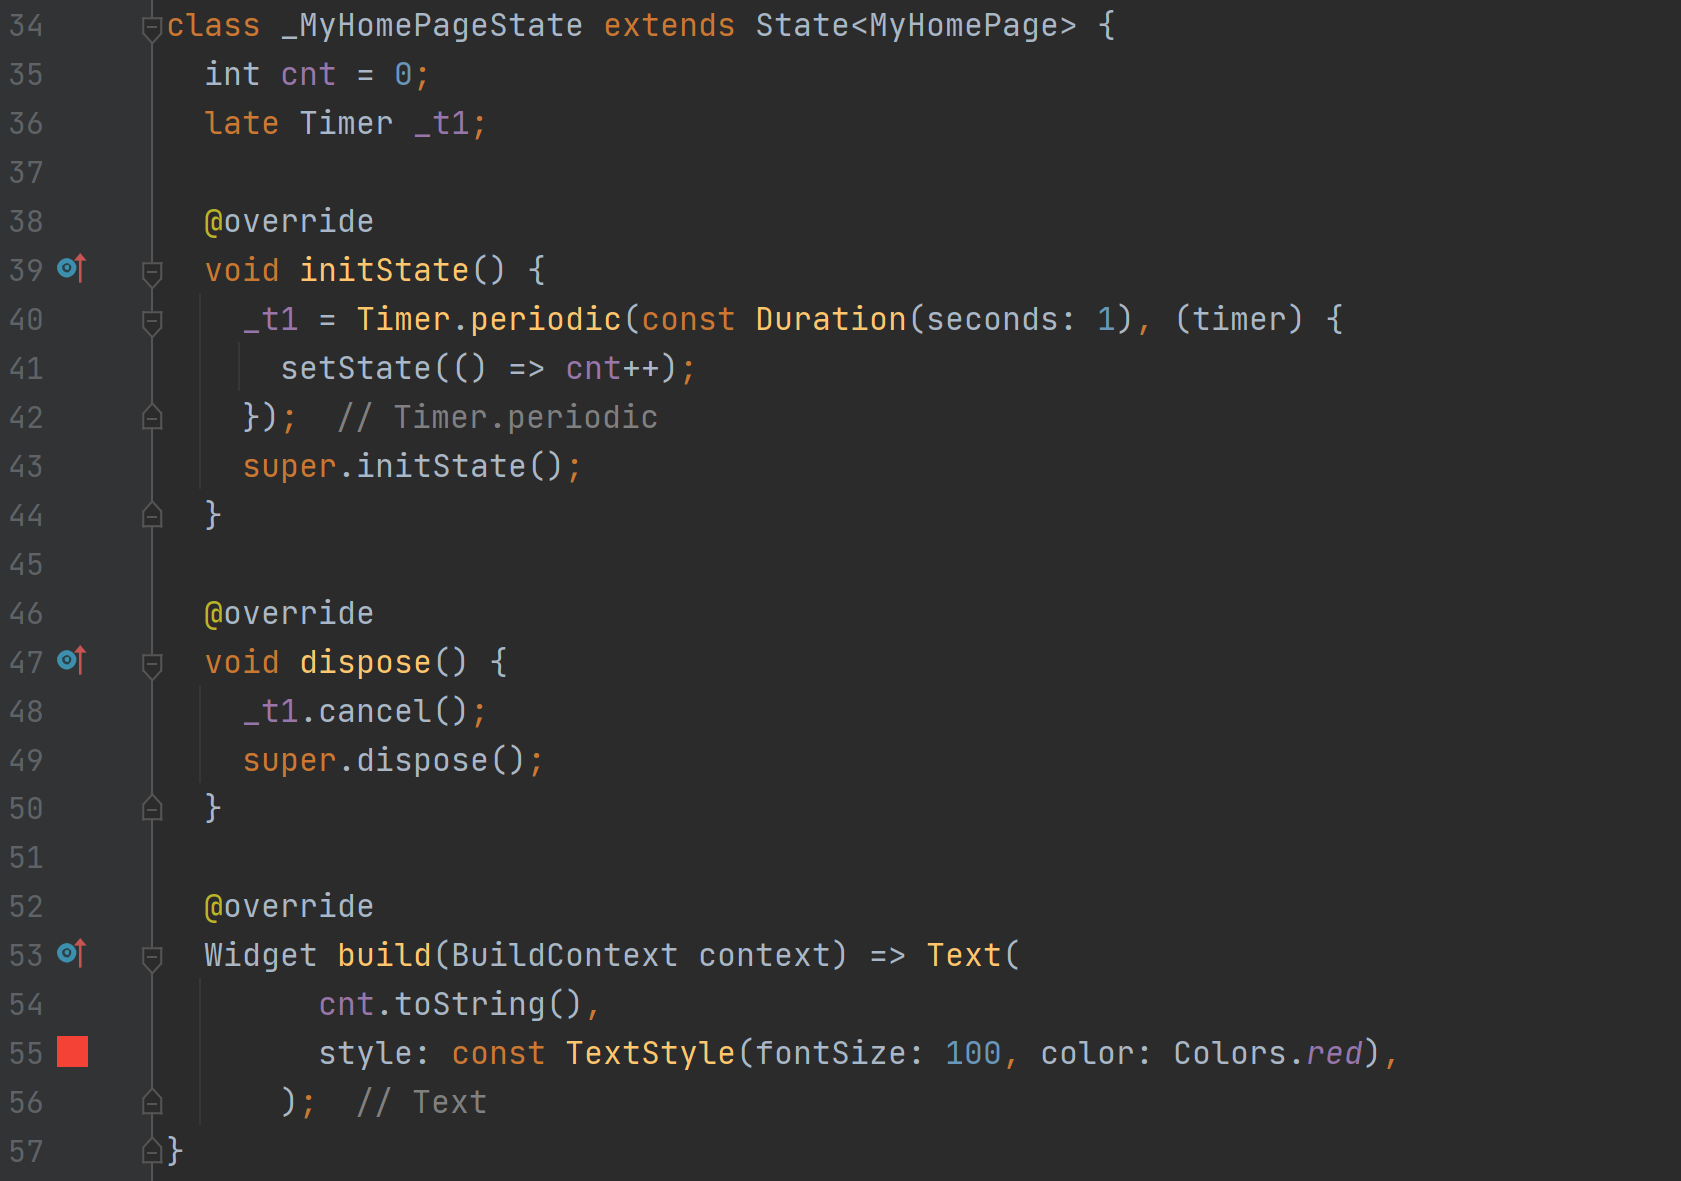 34 class _MyHomePageState extends State<MyHomePage> {
35   int cnt = 0;
36   late Timer _t1;
37
38   @override
39   void initState() {
40     _t1 = Timer.periodic(const Duration(seconds: 1), (timer) {
41       setState(() => cnt++);
42     });  // Timer.periodic
43     super.initState();
44   }
45
46   @override
47   void dispose() {
48     _t1.cancel();
49     super.dispose();
50   }
51
52   @override
53   Widget build(BuildContext context) => Text(
54         cnt.toString(),
55         style: const TextStyle(fontSize: 100, color: Colors.red),
56       );  // Text
57 }